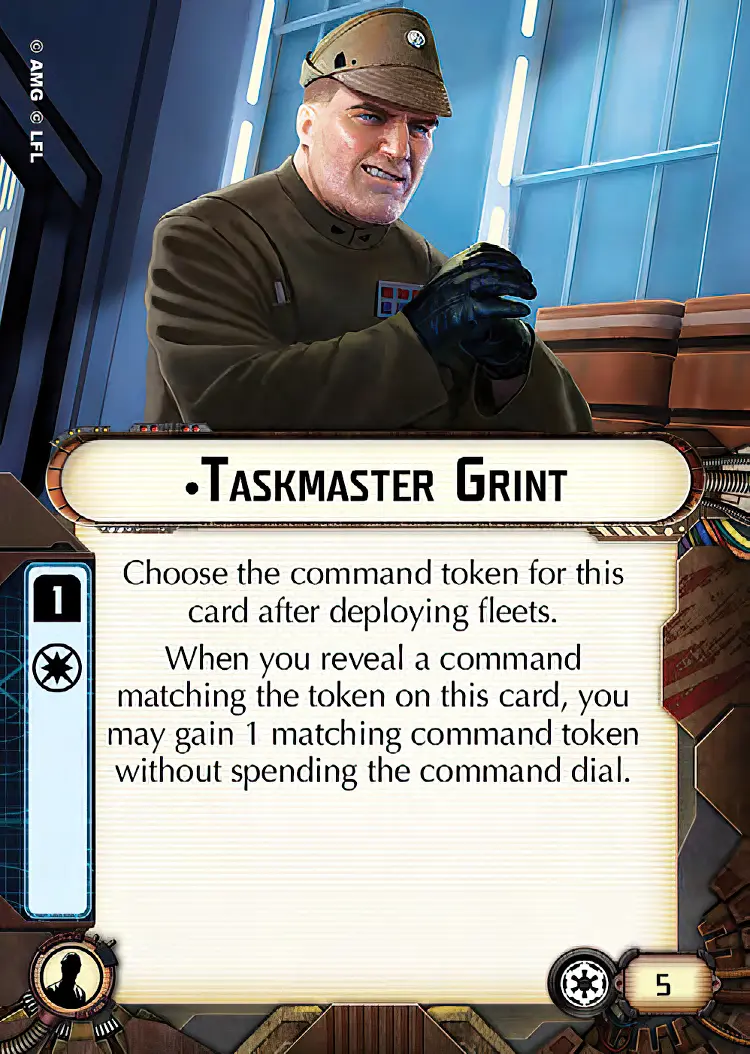 © AMG © LFL
•Taskmaster Grint
1
Choose the command token for this
card after deploying fleets.
When you reveal a command
matching the token on this card, you
may gain 1 matching command token
without spending the command dial.
5